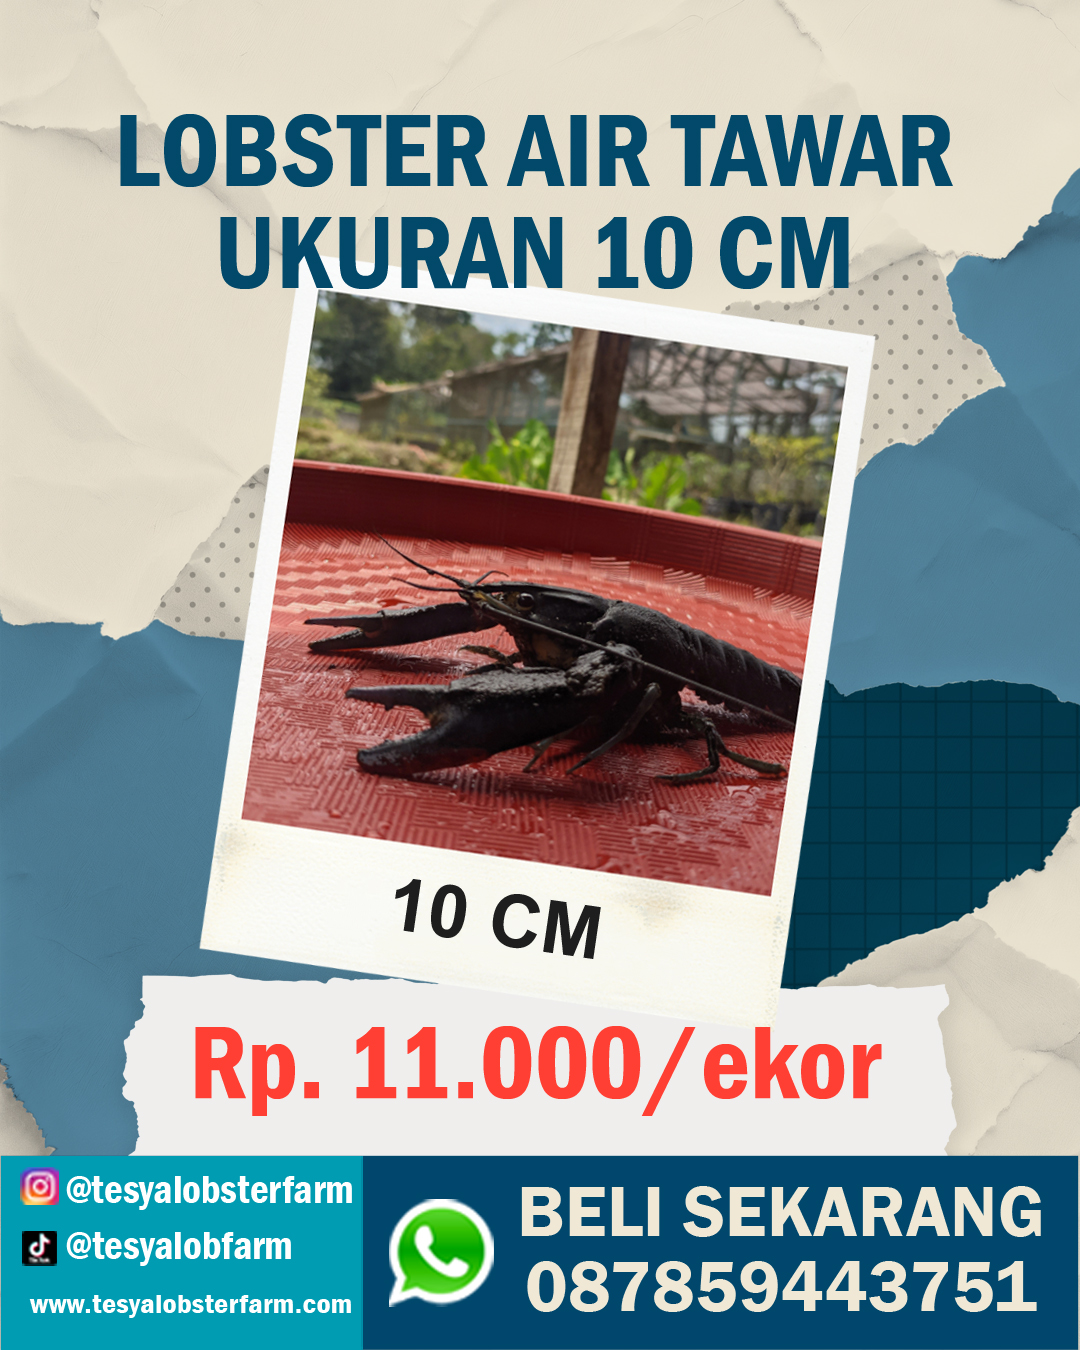 LOBSTER AIR TAWAR
UKURAN 10 CM
10 CM
Rp. 11.000/ekor
@tesyalobsterfarm
@tesyalobfarm
www.tesyalobsterfarm.com
BELI SEKARANG
087859443751